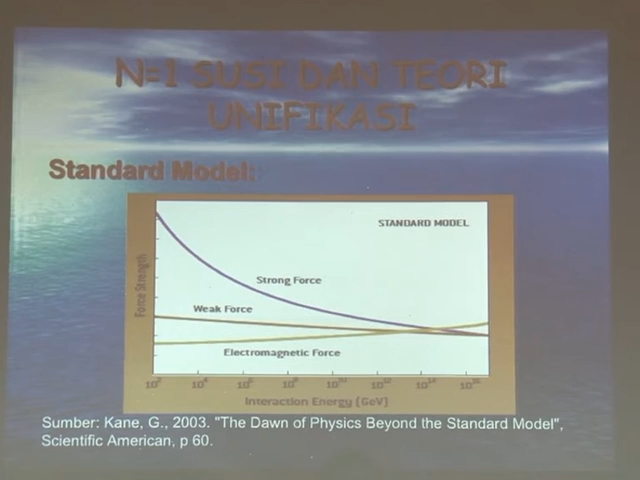 N=1 SUSI DAN TEORI
UNIFIKASI
Standard Model:
STANDARD MODEL
Force Strength
Strong Force
Weak Force
Electromagnetic Force
Interaction Energy (GeV)
Sumber: Kane, G., 2003. "The Dawn of Physics Beyond the Standard Model",
Scientific American, p 60.